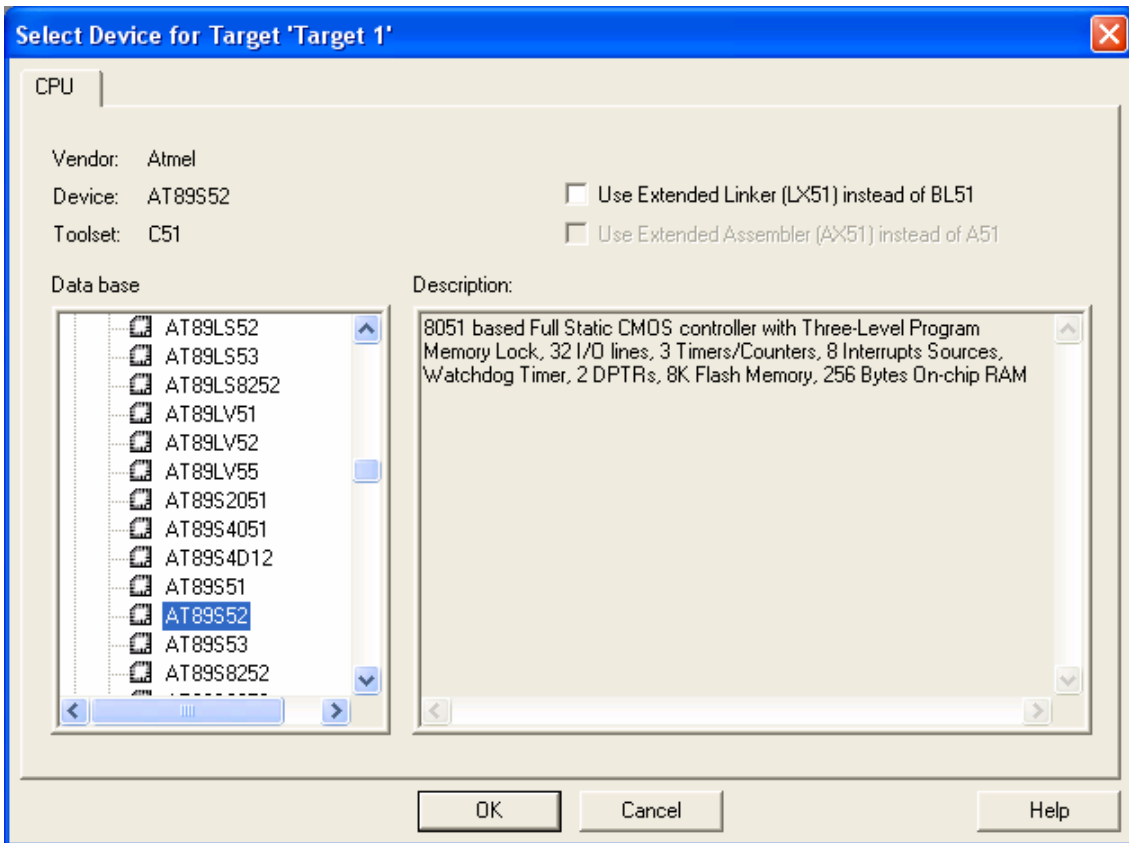 Select Device for Target 'Target 1'
CPU
Vendor: Atmel
Device: AT89S52
Toolset: C51
Use Extended Linker (LX51) instead of BL51
Use Extended Assembler (AX51) instead of A51
Data base
AT89LS52
AT89LS53
AT89LS8252
AT89LV51
AT89LV52
AT89LV55
AT89S2051
AT89S4051
AT89S4D12
AT89S51
AT89S52
AT89S53
AT89S8252
Description:
8051 based Full Static CMOS controller with Three-Level Program
Memory Lock, 32 I/O lines, 3 Timers/Counters, 8 Interrupts Sources,
Watchdog Timer, 2 DPTRs, 8K Flash Memory, 256 Bytes On-chip RAM
OK
Cancel
Help